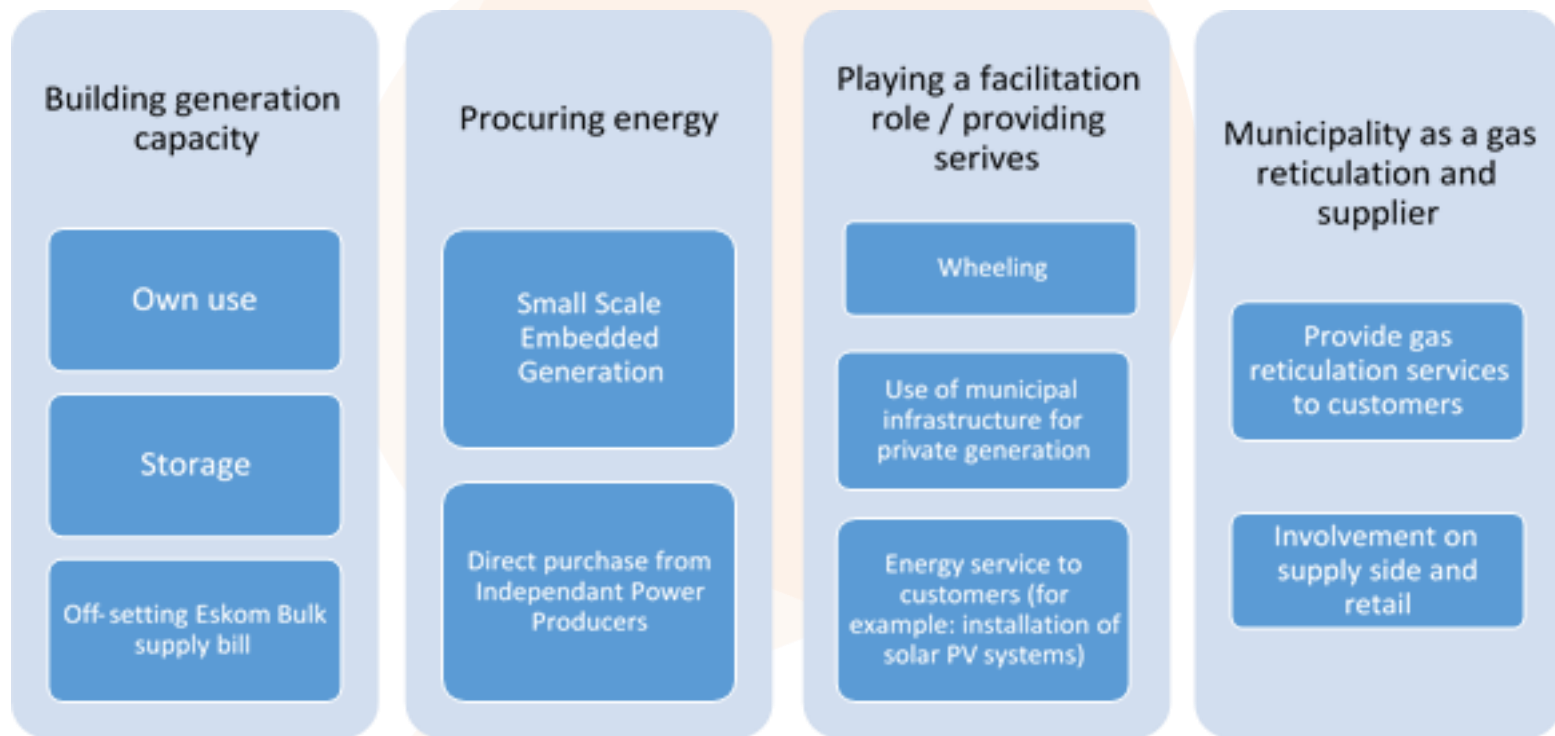 Building generation
capacity
Own use
Storage
Off-setting Eskom Bulk
supply bill
Procuring energy
Small Scale
Embedded
Generation
Direct purchase from
Independant Power
Producers
Playing a facilitation
role / providing
serives
Wheeling
Use of municipal
infrastructure for
private generation
Energy service to
customers (for
example: installation of
solar PV systems)
Municipality as a gas
reticulation and
supplier
Provide gas
reticulation services
to customers
Involvement on
supply side and
retail